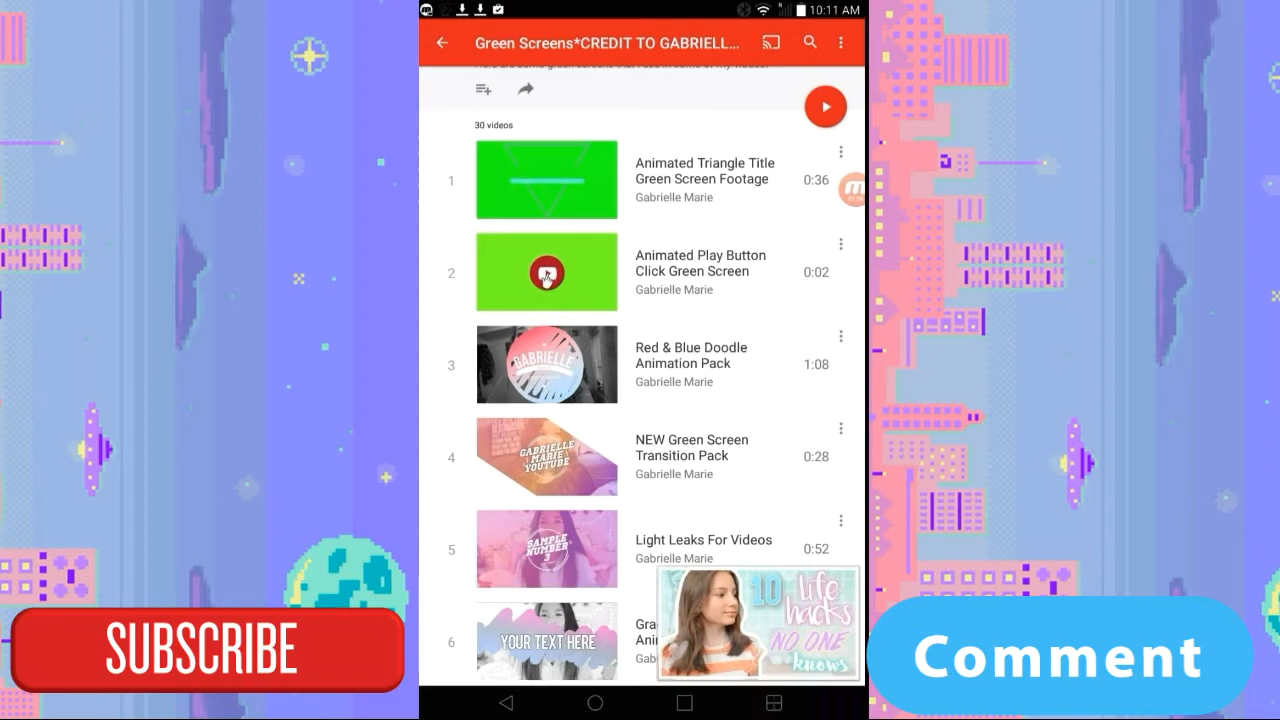 10:11 AM
Green Screens*CREDIT TO GABRIELL...
30 videos
1
Animated Triangle Title
Green Screen Footage
Gabrielle Marie
0:36
2
Animated Play Button
Click Green Screen
Gabrielle Marie
0:02
3
GABRIELLE
Red & Blue Doodle
Animation Pack
Gabrielle Marie
1:08
4
GABRIELLE
MARIE
YOUTUBE
NEW Green Screen
Transition Pack
Gabrielle Marie
0:28
5
SAMPLE
NUMBER
3
Light Leaks For Videos
Gabrielle Marie
0:52
6
YOUR TEXT HERE
Gra
Ani
Gab
10 life
hacks
NO ONE
knows
SUBSCRIBE
Comment